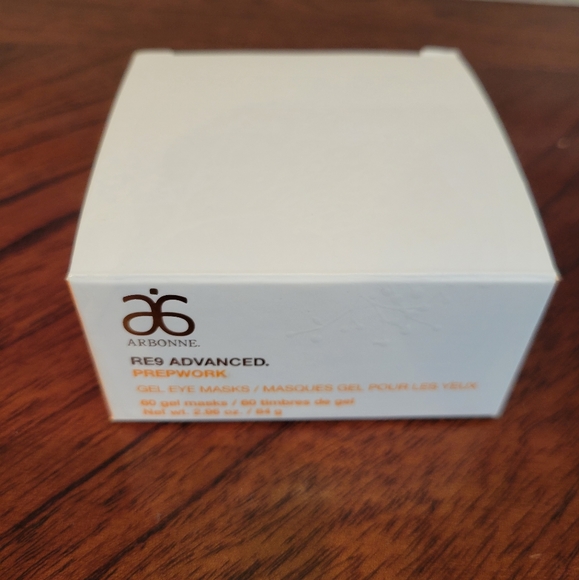 ARBONNE.
RE9 ADVANCED.
PREPWORK
GEL EYE MASKS / MASQUES GEL POUR LES YEUX
60 gel masks / 60 timbres de gel
Net wt. 2.96 oz. / 84 g